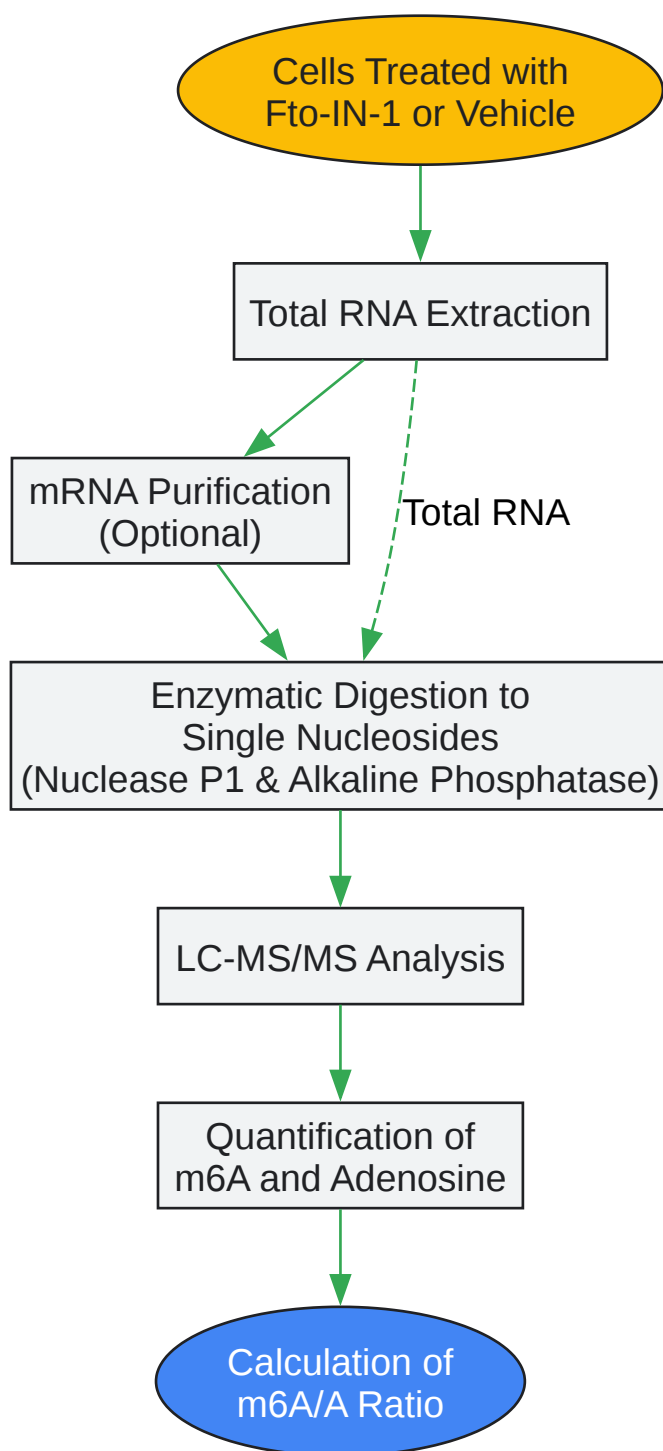 Cells Treated with
Fto-IN-1 or Vehicle
Total RNA Extraction
mRNA Purification
(Optional)
Total RNA
Enzymatic Digestion to
Single Nucleosides
(Nuclease P1 & Alkaline Phosphatase)
LC-MS/MS Analysis
Quantification of
m6A and Adenosine
Calculation of
m6A/A Ratio